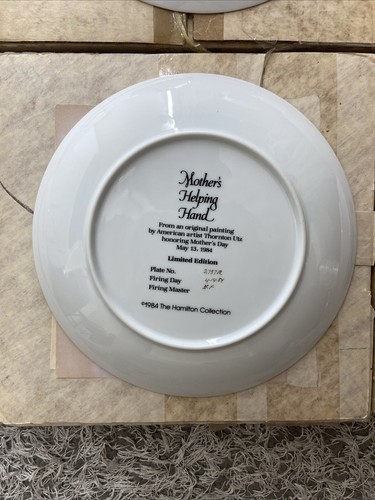 Mother's
Helping
Hand
From an original painting
by American artist Thornton Utz
honoring Mother's Day
May 13, 1984
Limited Edition
Plate No.
Firing Day
Firing Master
©1984 The Hamilton Collection